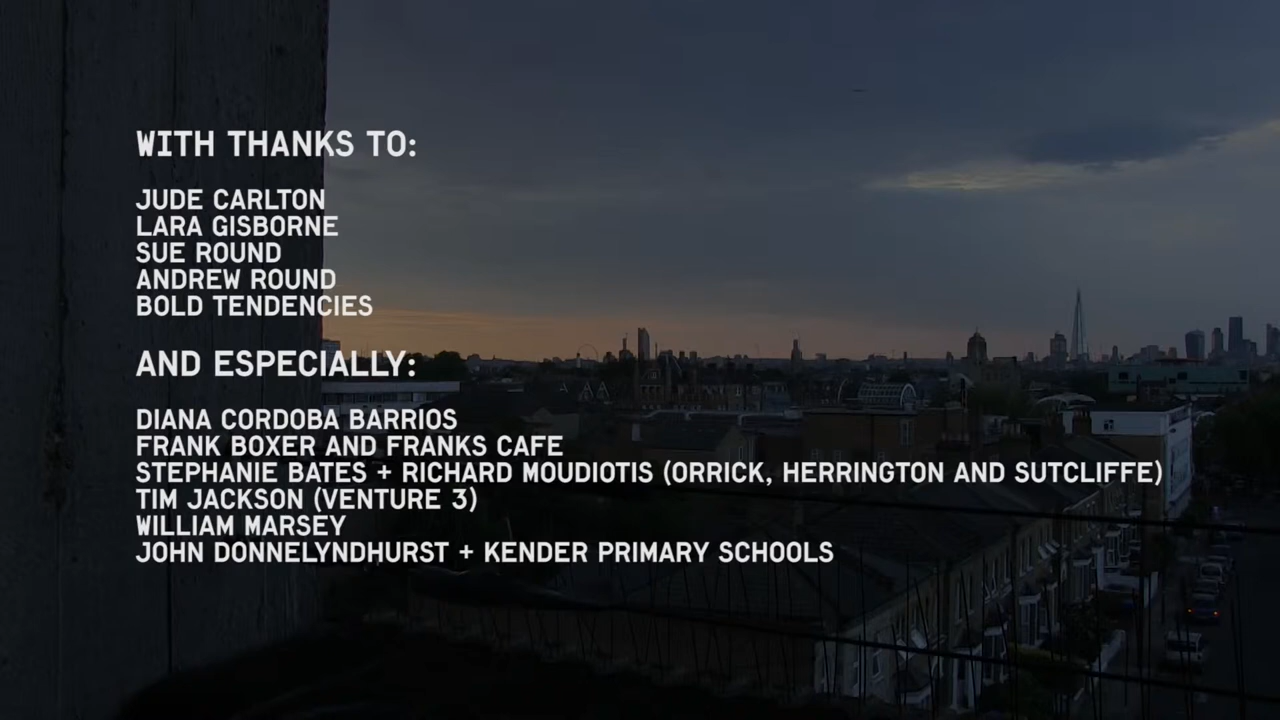 WITH THANKS TO:
JUDE CARLTON
LARA GISBORNE
SUE ROUND
ANDREW ROUND
BOLD TENDENCIES
AND ESPECIALLY:
DIANA CORDOBA BARRIOS
FRANK BOXER AND FRANKS CAFE
STEPHANIE BATES + RICHARD MOUDIOTIS (ORRICK, HERRINGTON AND SUTCLIFFE)
TIM JACKSON (VENTURE 3)
WILLIAM MARSEY
JOHN DONNELYNDHURST + KENDER PRIMARY SCHOOLS